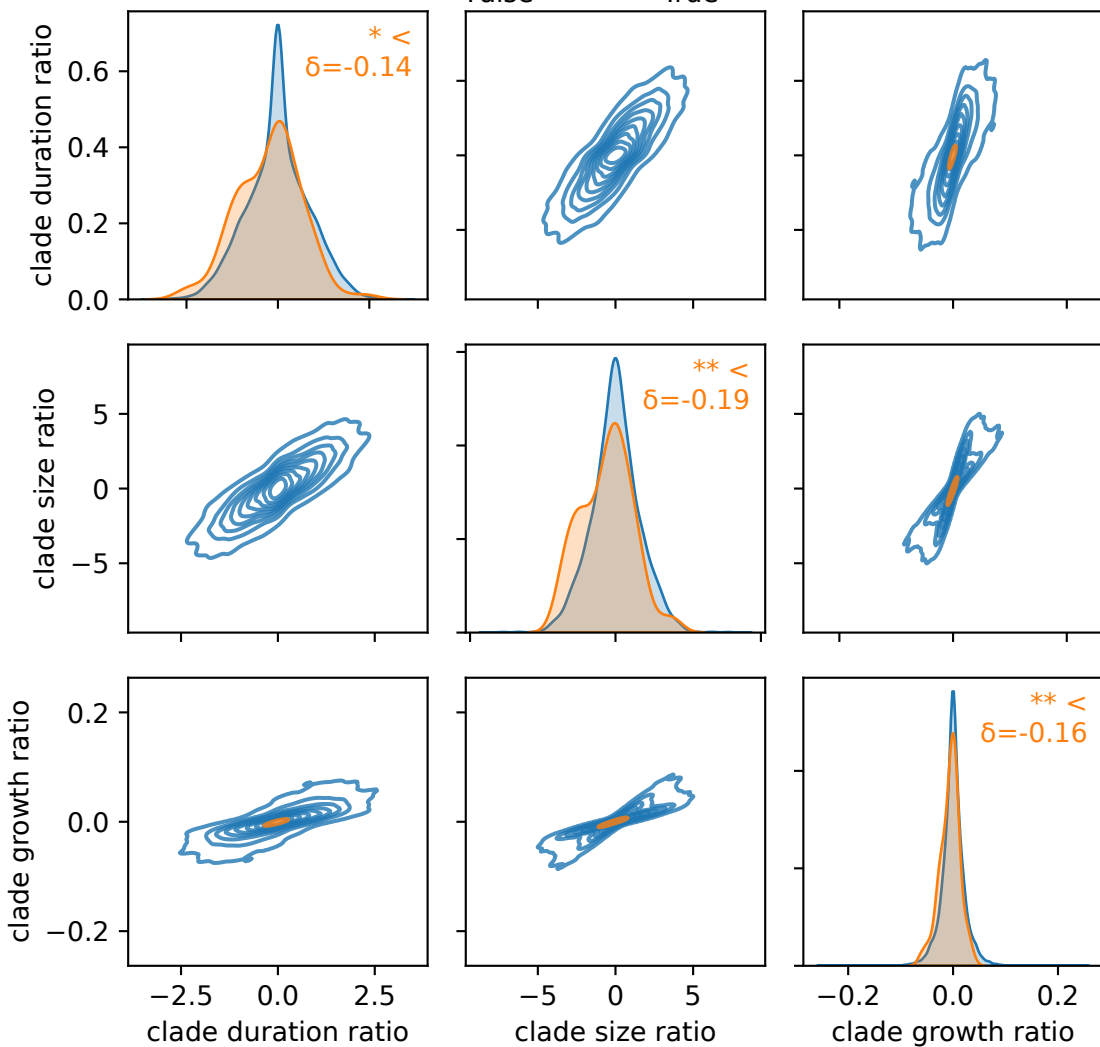 clade duration ratio
0.6
0.4
0.2
0.0
* <
δ=-0.14
clade size ratio
5
0
−5
** <
δ=-0.19
clade growth ratio
0.2
0.0
−0.2
** <
δ=-0.16
−2.5 0.0 2.5
−5 0 5
−0.2 0.0 0.2
clade duration ratio
clade size ratio
clade growth ratio